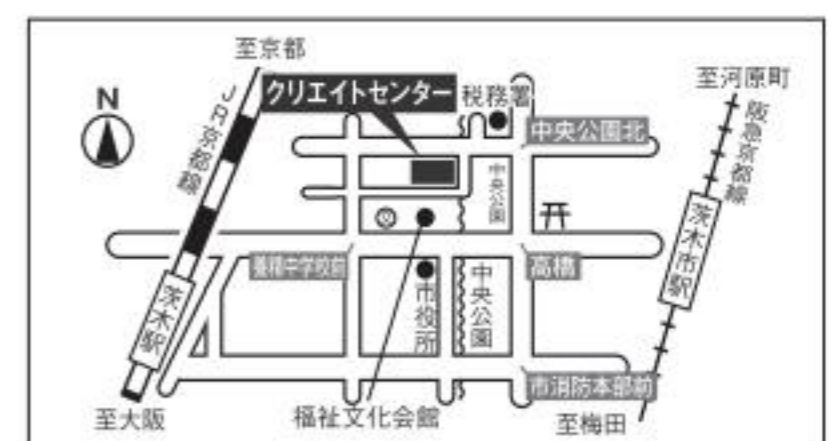 至京都
N
JR京都線
クリエイトセンター
税務署
中央公園北
至河原町
阪急京都線
中央公園
茨木市駅
養精中学校前
高橋
茨木駅
市役所
中央公園
市消防本部前
至大阪
福祉文化会館
至梅田